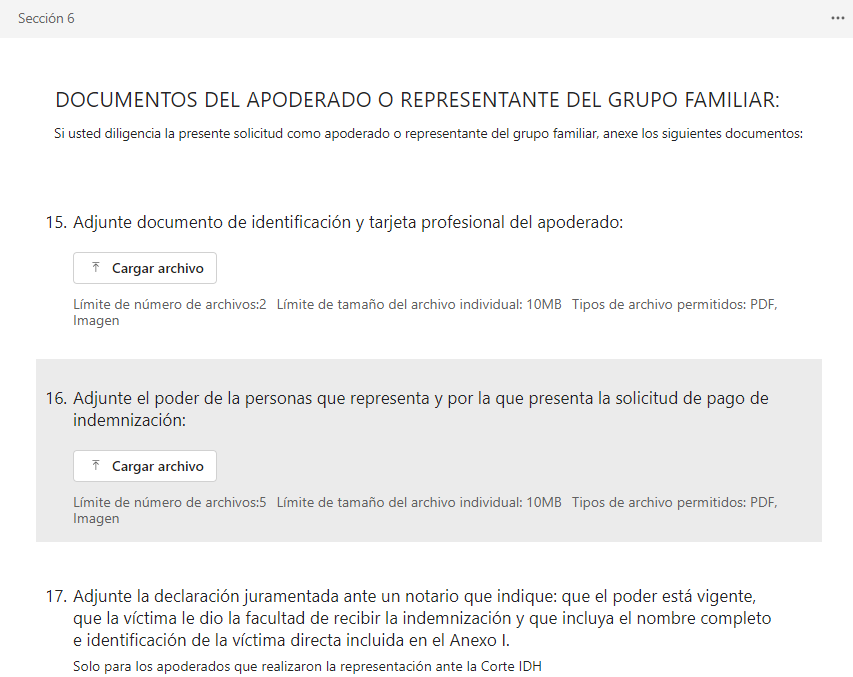 Sección 6
DOCUMENTOS DEL APODERADO O REPRESENTANTE DEL GRUPO FAMILIAR:
Si usted diligencia la presente solicitud como apoderado o representante del grupo familiar, anexe los siguientes documentos:
15. Adjunte documento de identificación y tarjeta profesional del apoderado:
Cargar archivo
Límite de número de archivos:2 Límite de tamaño del archivo individual: 10MB Tipos de archivo permitidos: PDF,
Imagen
16. Adjunte el poder de la personas que representa y por la que presenta la solicitud de pago de
indemnización:
Cargar archivo
Límite de número de archivos:5 Límite de tamaño del archivo individual: 10MB Tipos de archivo permitidos: PDF,
Imagen
17. Adjunte la declaración juramentada ante un notario que indique: que el poder está vigente,
que la víctima le dio la facultad de recibir la indemnización y que incluya el nombre completo
e identificación de la víctima directa incluida en el Anexo I.
Solo para los apoderados que realizaron la representación ante la Corte IDH